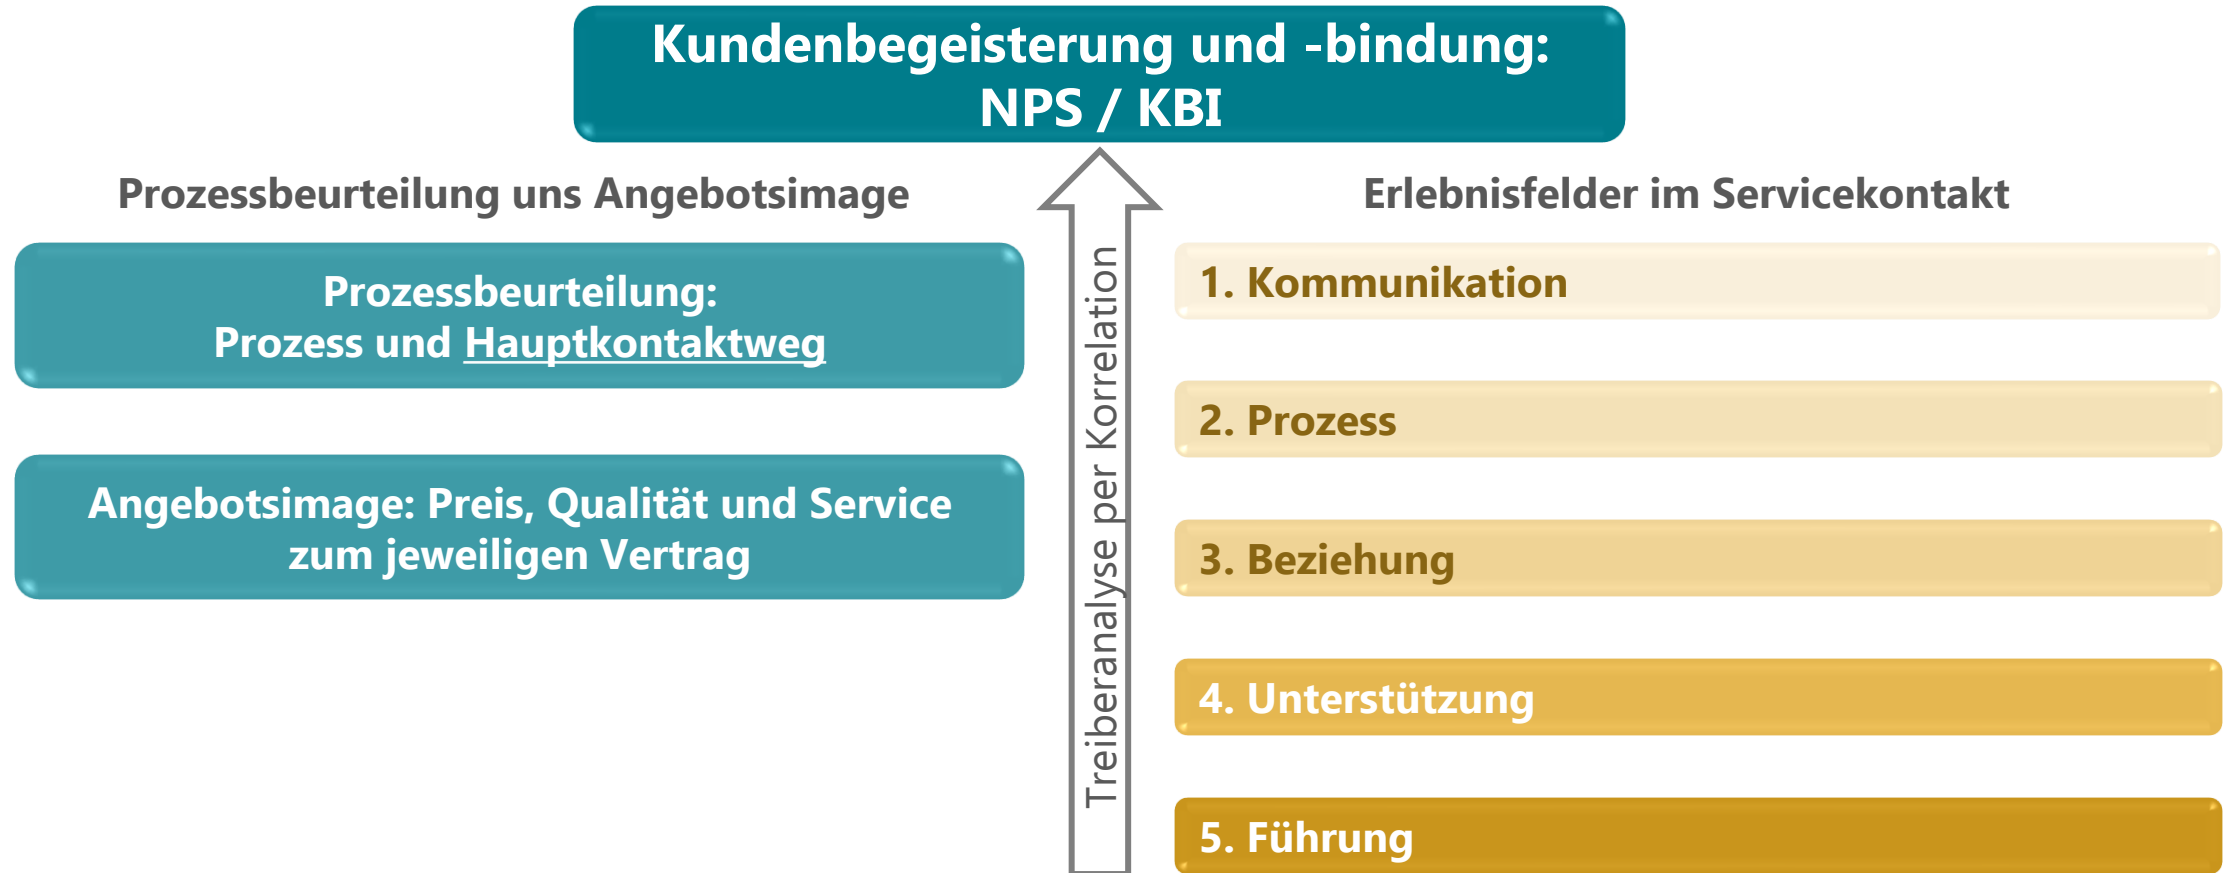 Kundenbegeisterung und -bindung:
NPS / KBI
Prozessbeurteilung uns Angebotsimage
Prozessbeurteilung:
Prozess und Hauptkontaktweg
Angebotsimage: Preis, Qualität und Service
zum jeweiligen Vertrag
Treiberanalyse per Korrelation
Erlebnisfelder im Servicekontakt
1. Kommunikation
2. Prozess
3. Beziehung
4. Unterstützung
5. Führung